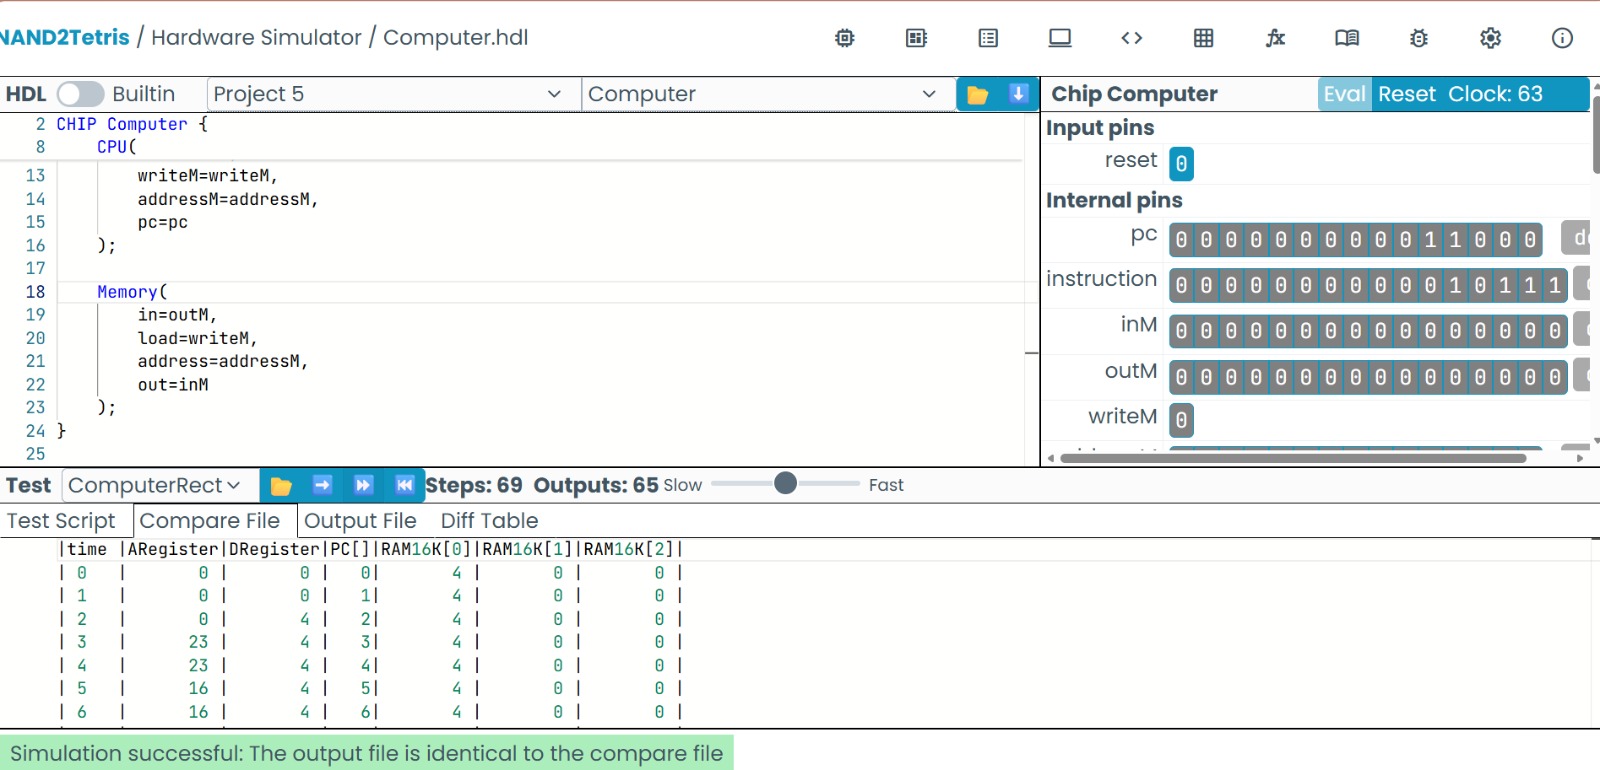 NAND2Tetris / Hardware Simulator / Computer.hdl
HDL Builtin Project 5 Computer
2 CHIP Computer {
8 CPU(
13 writeM=writeM,
14 addressM=addressM,
15 pc=pc
16 );
17
18 Memory(
19 in=outM,
20 load=writeM,
21 address=addressM,
22 out=inM
23 );
24 }
25
Chip Computer Eval Reset Clock: 63
Input pins
reset 0
Internal pins
pc 0 0 0 0 0 0 0 0 0 0 1 1 0 0 0
instruction 0 0 0 0 0 0 0 0 0 0 0 1 0 1 1 1
inM 0 0 0 0 0 0 0 0 0 0 0 0 0 0 0 0
outM 0 0 0 0 0 0 0 0 0 0 0 0 0 0 0 0
writeM 0
Test ComputerRect Steps: 69 Outputs: 65 Slow Fast
Test Script Compare File Output File Diff Table
|time |ARegister|DRegister|PC[]|RAM16K[0]|RAM16K[1]|RAM16K[2]|
| 0 | 0 | 0 | 0| 4 | 0 | 0 |
| 1 | 0 | 0 | 1| 4 | 0 | 0 |
| 2 | 0 | 4 | 2| 4 | 0 | 0 |
| 3 | 23 | 4 | 3| 4 | 0 | 0 |
| 4 | 23 | 4 | 4| 4 | 0 | 0 |
| 5 | 16 | 4 | 5| 4 | 0 | 0 |
| 6 | 16 | 4 | 6| 4 | 0 | 0 |
Simulation successful: The output file is identical to the compare file